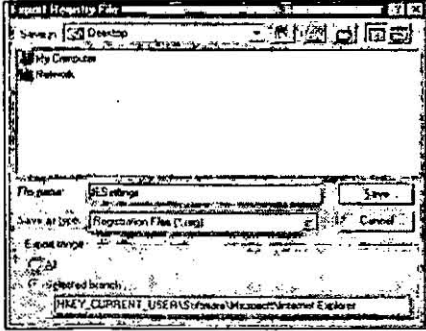 Export Registry File
Save in: Desktop
My Computer
Network
File name: IESettings Save
Save as type: Registration Files (*.reg) Cancel
Export range
All
Selected branch
HKEY_CURRENT_USER\Software\Microsoft\Internet Explorer